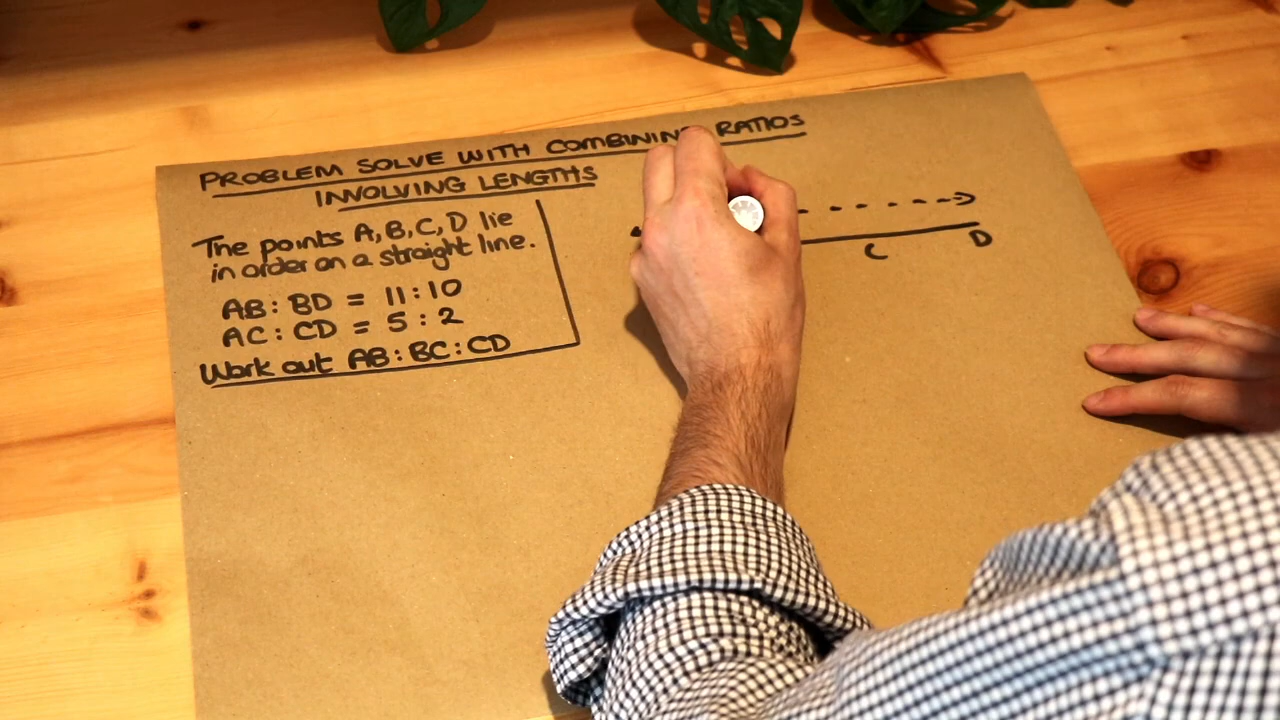 PROBLEM SOLVE WITH COMBINING RATIOS
INVOLVING LENGTHS
The points A, B, C, D lie
in order on a straight line.
AB : BD = 11 : 10
AC : CD = 5 : 2
Work out AB : BC : CD
C
D